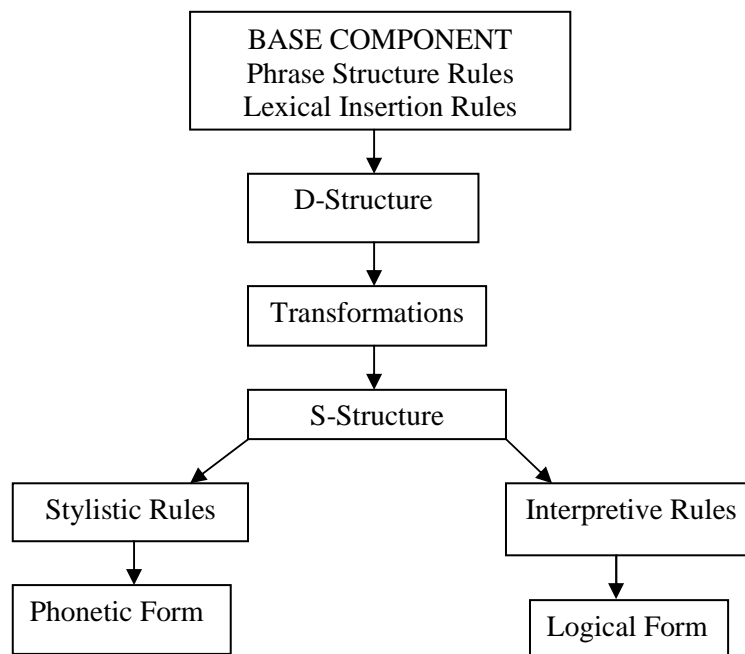 BASE COMPONENT
Phrase Structure Rules
Lexical Insertion Rules
D-Structure
Transformations
S-Structure
Stylistic Rules
Interpretive Rules
Phonetic Form
Logical Form